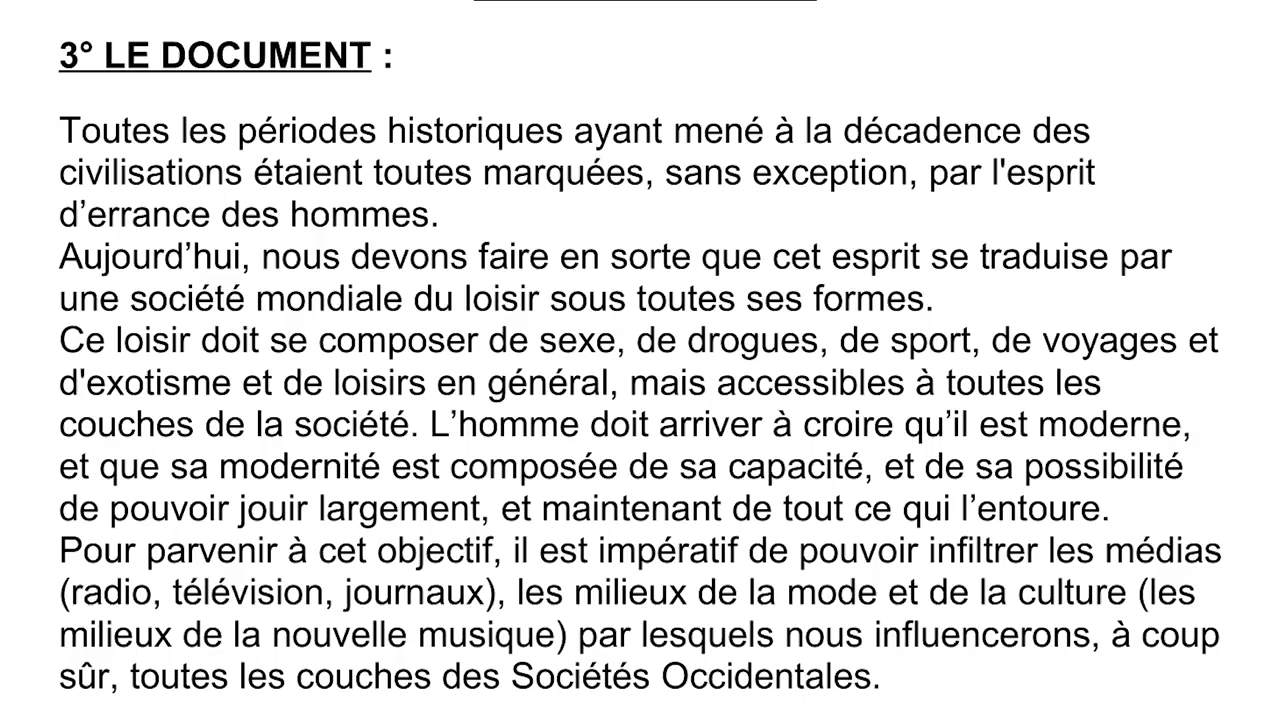 3° LE DOCUMENT :
Toutes les périodes historiques ayant mené à la décadence des
civilisations étaient toutes marquées, sans exception, par l'esprit
d’errance des hommes.
Aujourd’hui, nous devons faire en sorte que cet esprit se traduise par
une société mondiale du loisir sous toutes ses formes.
Ce loisir doit se composer de sexe, de drogues, de sport, de voyages et
d'exotisme et de loisirs en général, mais accessibles à toutes les
couches de la société. L’homme doit arriver à croire qu’il est moderne,
et que sa modernité est composée de sa capacité, et de sa possibilité
de pouvoir jouir largement, et maintenant de tout ce qui l’entoure.
Pour parvenir à cet objectif, il est impératif de pouvoir infiltrer les médias
(radio, télévision, journaux), les milieux de la mode et de la culture (les
milieux de la nouvelle musique) par lesquels nous influencerons, à coup
sûr, toutes les couches des Sociétés Occidentales.